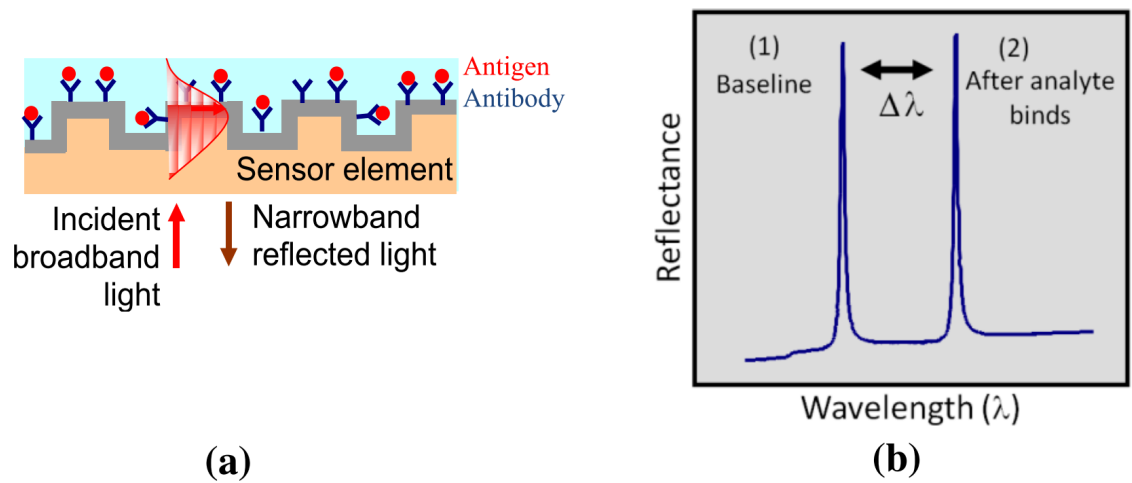 Antigen
Antibody
Sensor element
Incident
broadband
light
Narrowband
reflected light
(a)
(1)
Baseline
Δλ
(2)
After analyte
binds
Reflectance
Wavelength (λ)
(b)